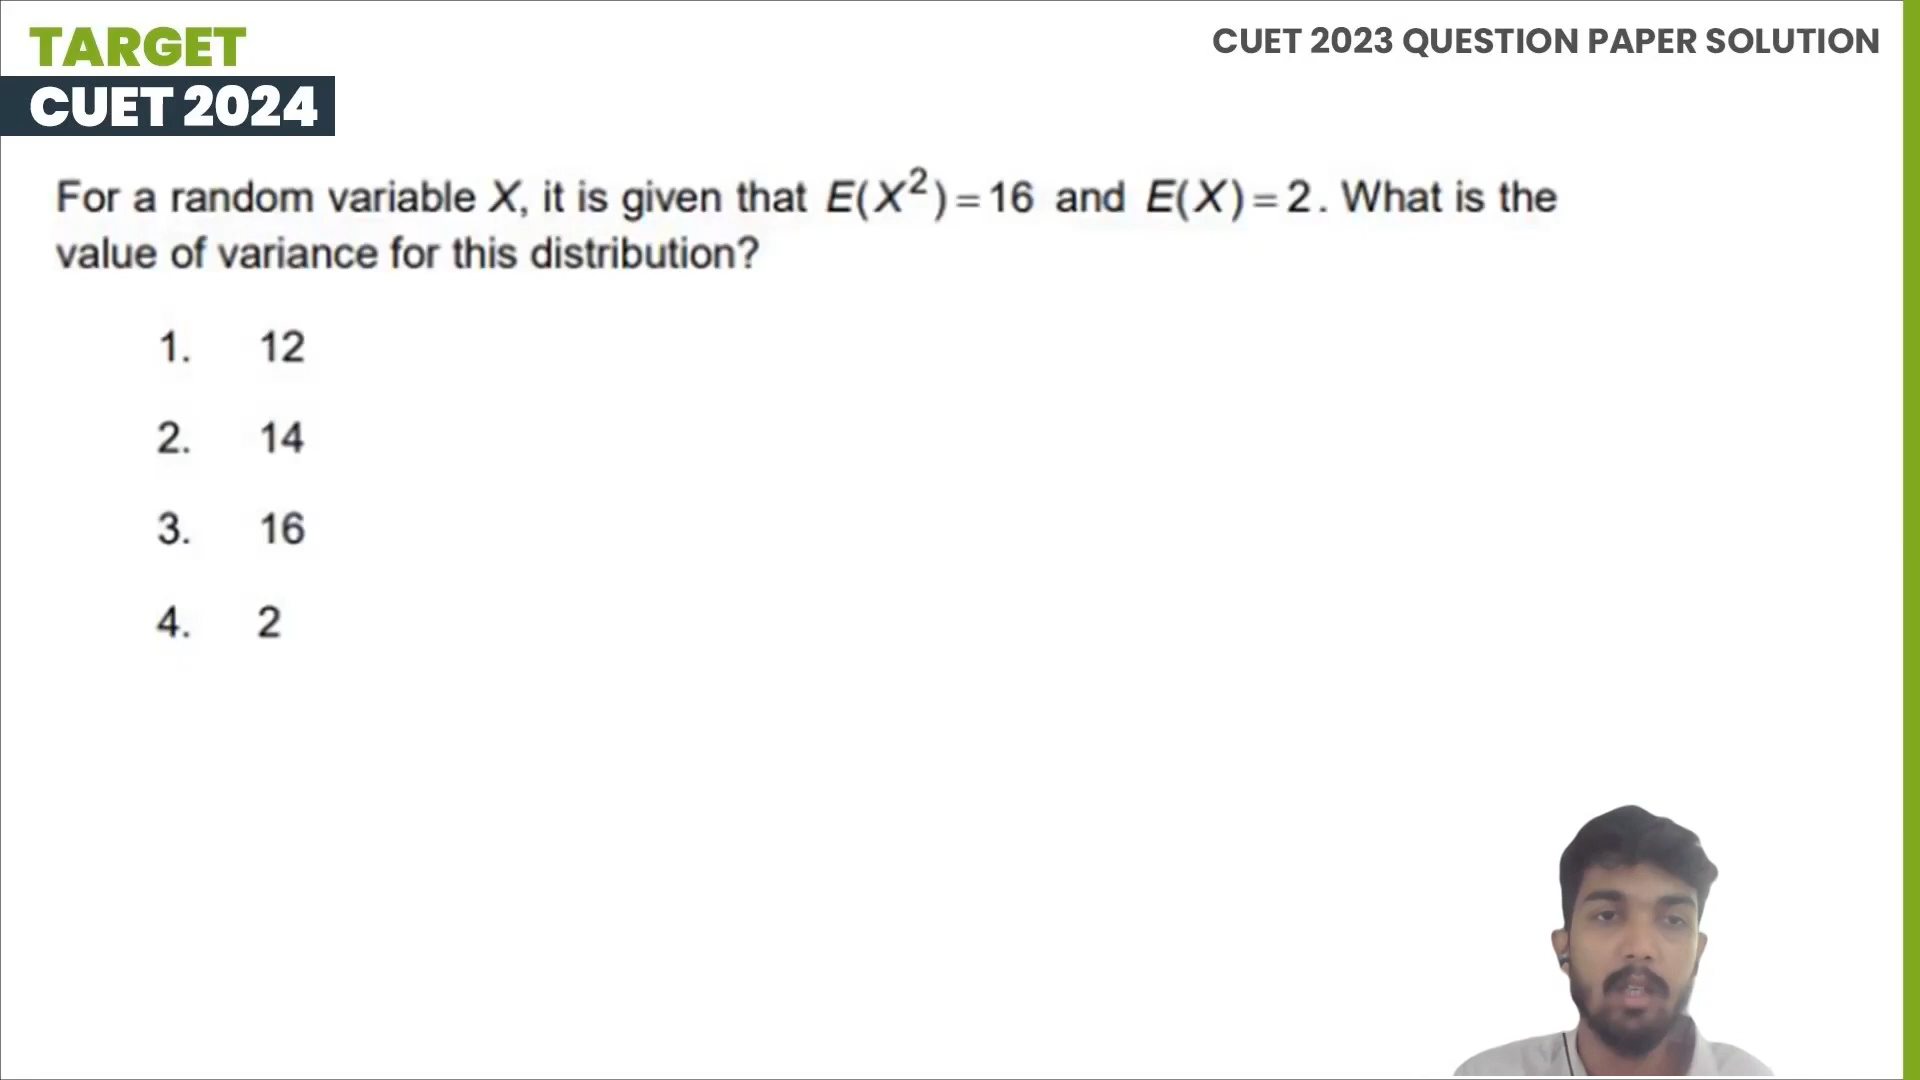 TARGET
CUET 2024
CUET 2023 QUESTION PAPER SOLUTION
For a random variable X, it is given that E(X²)=16 and E(X)=2. What is the
value of variance for this distribution?
1. 12
2. 14
3. 16
4. 2